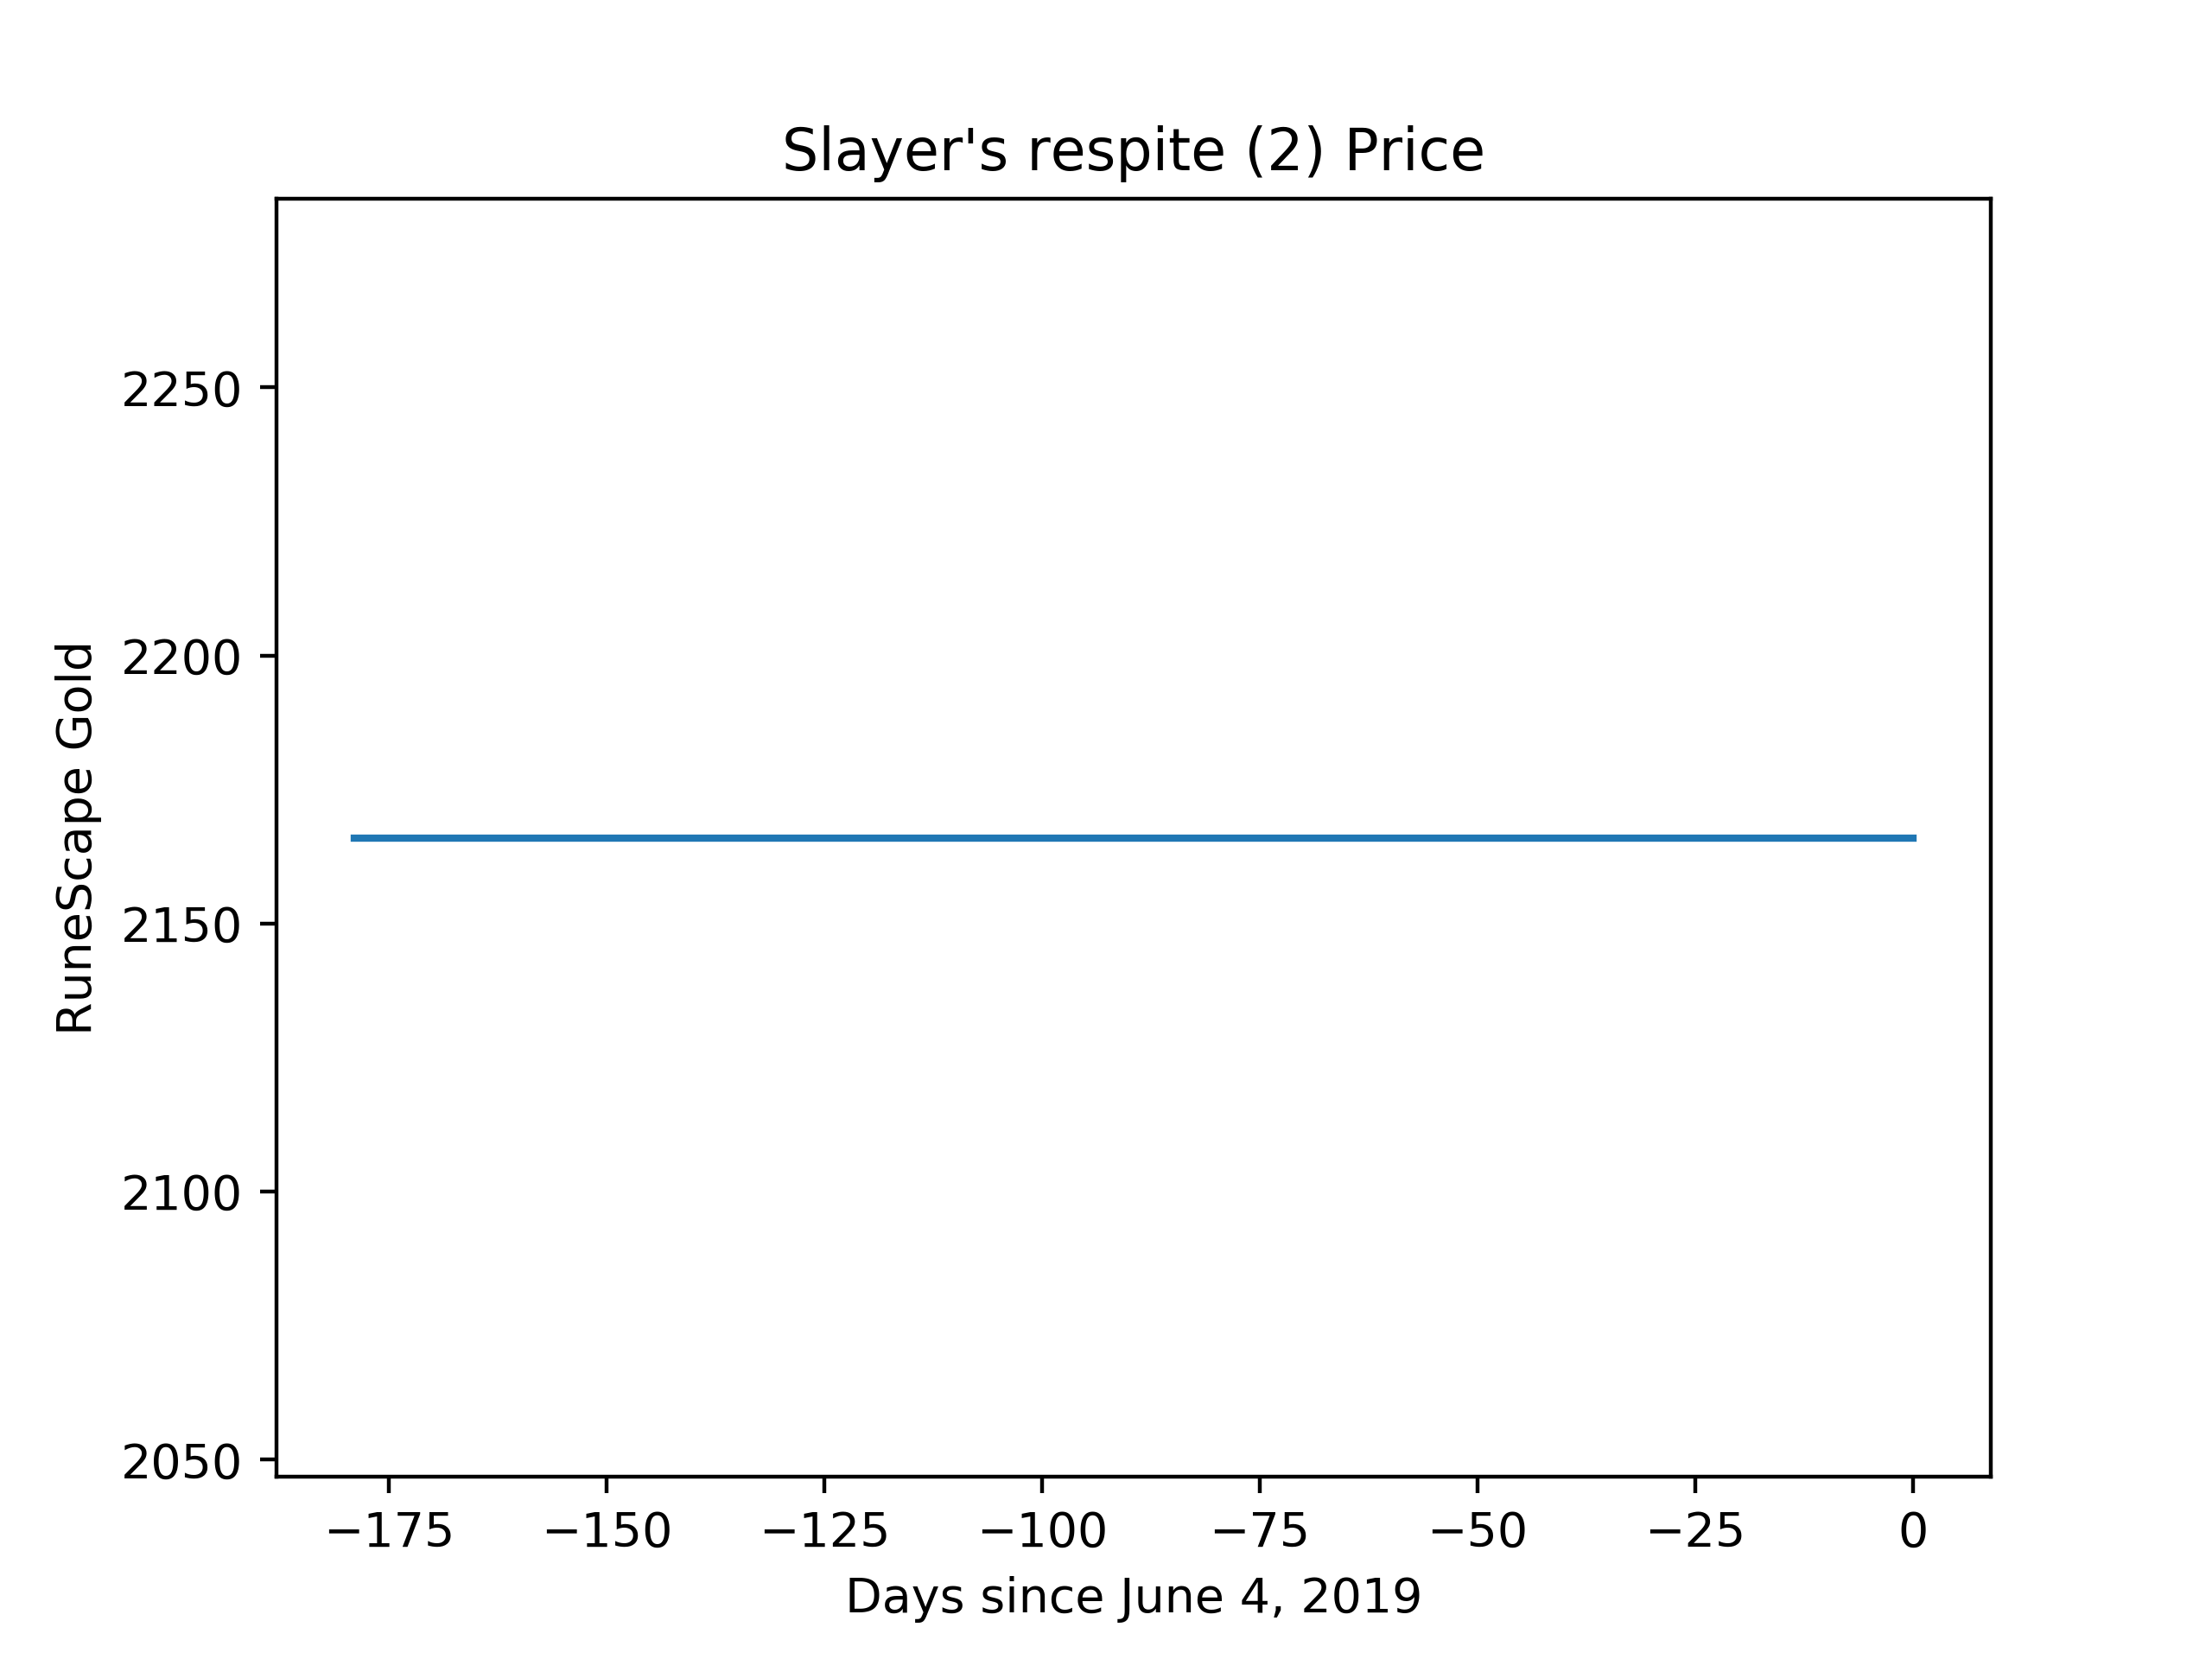 Slayer's respite (2) Price
RuneScape Gold
2250
2200
2150
2100
2050
−175 −150 −125 −100 −75 −50 −25 0
Days since June 4, 2019